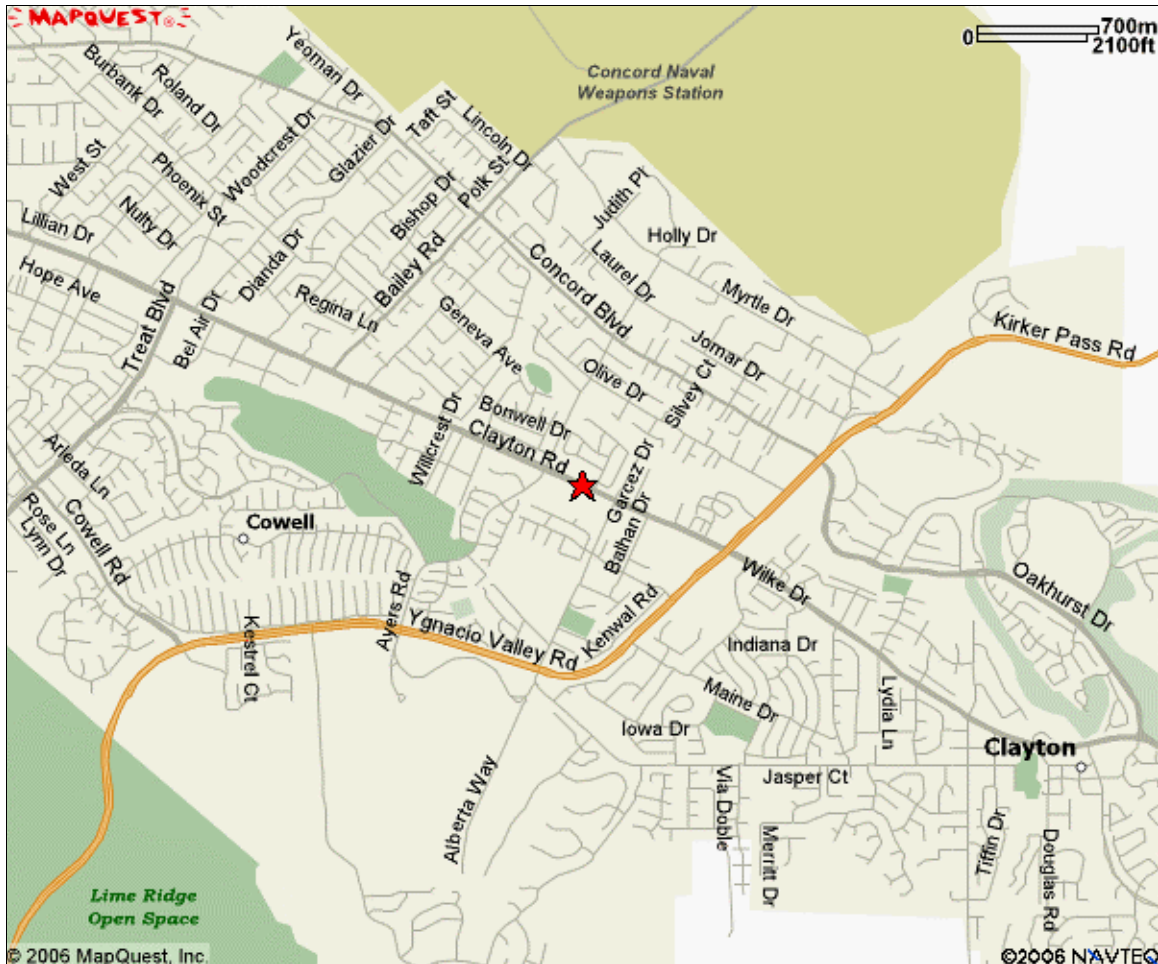 MAPQUEST
700m
0
2100ft
Concord Naval
Weapons Station
Yeoman Dr
Burbank Dr
Roland Dr
Taft St
Lincoln Dr
West St
Phoenix St
Woodcrest Dr
Glazier Dr
Polk St
Bishop Dr
Judith Pl
Holly Dr
Nulty Dr
Lillian Dr
Hope Ave
Dianda Dr
Bailey Rd
Concord Blvd
Laurel Dr
Myrtle Dr
Treat Blvd
Bel Air Dr
Regina Ln
Geneva Ave
Kirker Pass Rd
Olive Dr
Jomar Dr
Silvey Ct
Bonwell Dr
Willcrest Dr
Clayton Rd
Garcez Dr
Bathan Dr
Arleda Ln
Cowell Rd
Rose Ln
Lynn Dr
Cowell
Wilke Dr
Oakhurst Dr
Ayers Rd
Kenwal Rd
Kestrel Ct
Ygnacio Valley Rd
Indiana Dr
Maine Dr
Lydia Ln
Iowa Dr
Clayton
Jasper Ct
Alberta Way
Via Doble
Merritt Dr
Tiffin Dr
Douglas Rd
Lime Ridge
Open Space
© 2006 MapQuest, Inc.
©2006 NAVTEQ